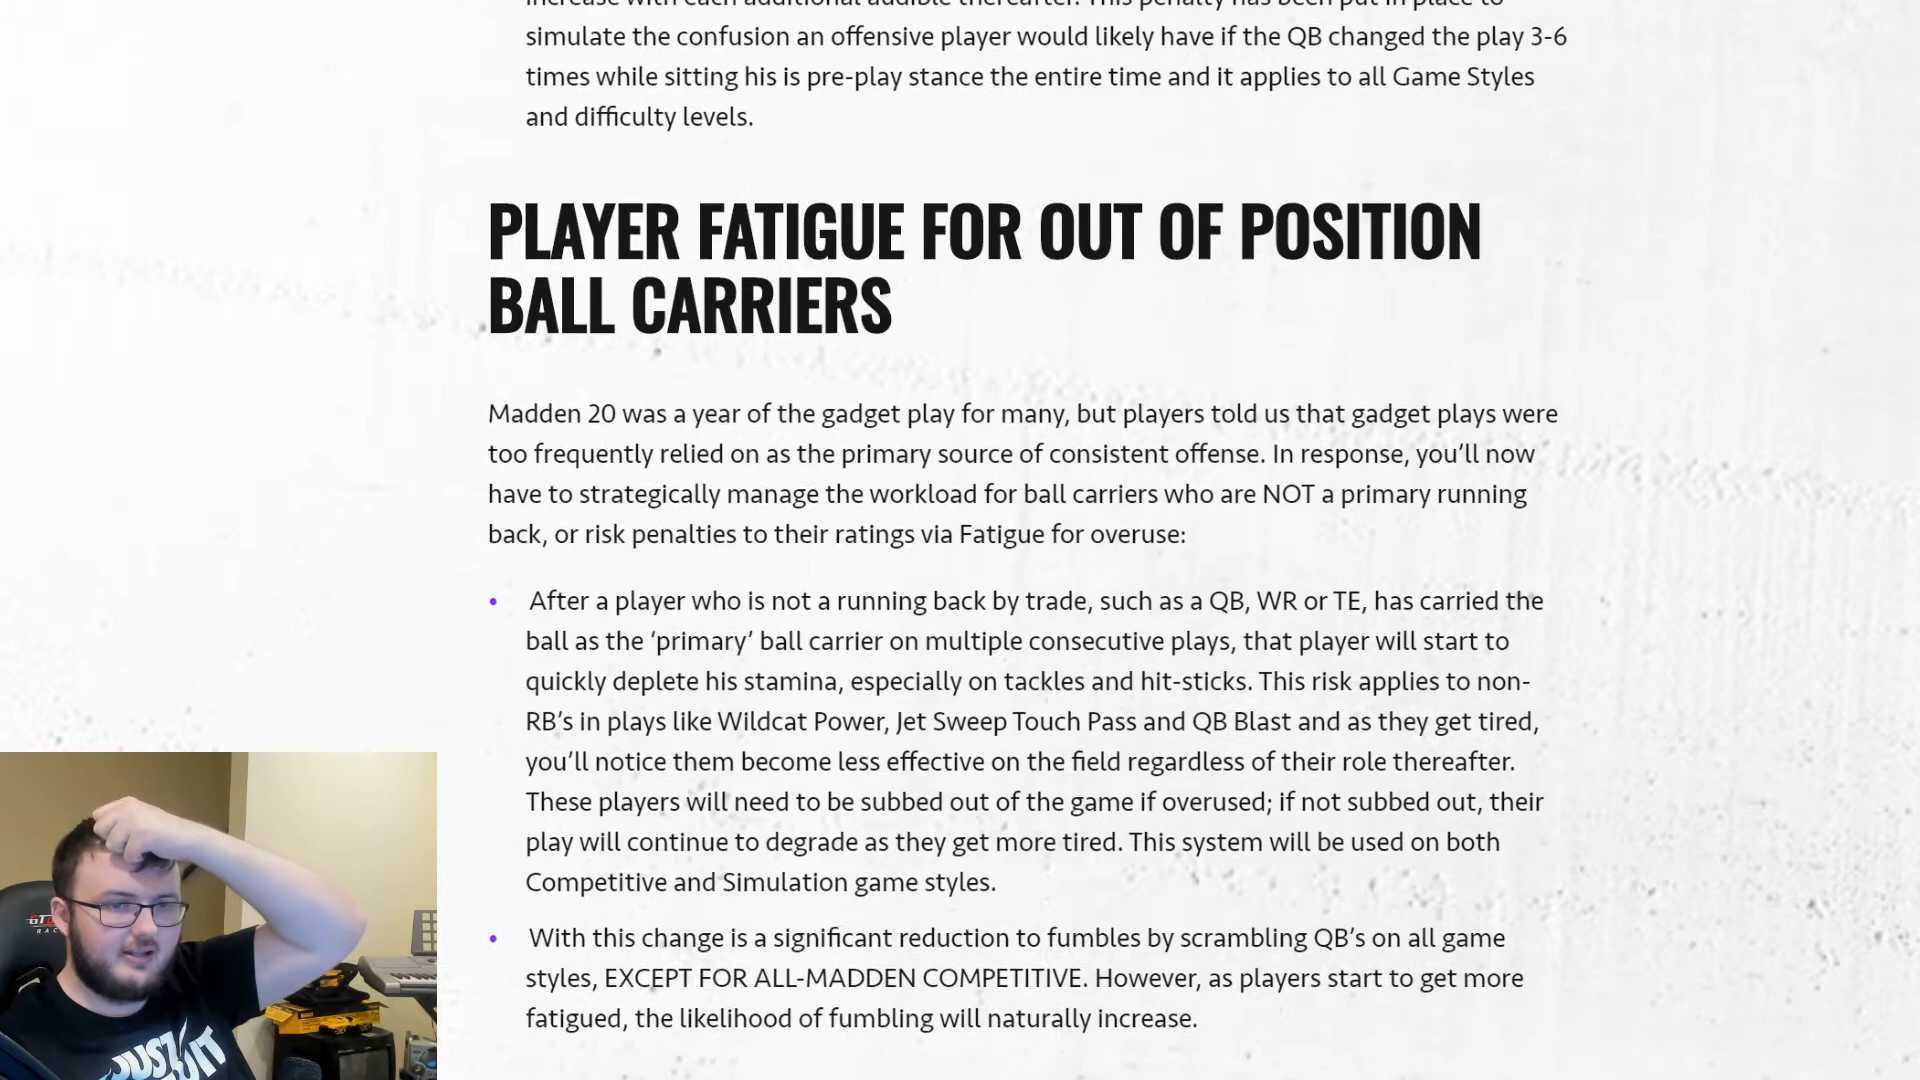 simulate the confusion an offensive player would likely have if the QB changed the play 3-6
times while sitting his is pre-play stance the entire time and it applies to all Game Styles
and difficulty levels.
PLAYER FATIGUE FOR OUT OF POSITION
BALL CARRIERS
Madden 20 was a year of the gadget play for many, but players told us that gadget plays were
too frequently relied on as the primary source of consistent offense. In response, you’ll now
have to strategically manage the workload for ball carriers who are NOT a primary running
back, or risk penalties to their ratings via Fatigue for overuse:
• After a player who is not a running back by trade, such as a QB, WR or TE, has carried the
ball as the ‘primary’ ball carrier on multiple consecutive plays, that player will start to
quickly deplete his stamina, especially on tackles and hit-sticks. This risk applies to non-
RB’s in plays like Wildcat Power, Jet Sweep Touch Pass and QB Blast and as they get tired,
you’ll notice them become less effective on the field regardless of their role thereafter.
These players will need to be subbed out of the game if overused; if not subbed out, their
play will continue to degrade as they get more tired. This system will be used on both
Competitive and Simulation game styles.
• With this change is a significant reduction to fumbles by scrambling QB’s on all game
styles, EXCEPT FOR ALL-MADDEN COMPETITIVE. However, as players start to get more
fatigued, the likelihood of fumbling will naturally increase.
JUST